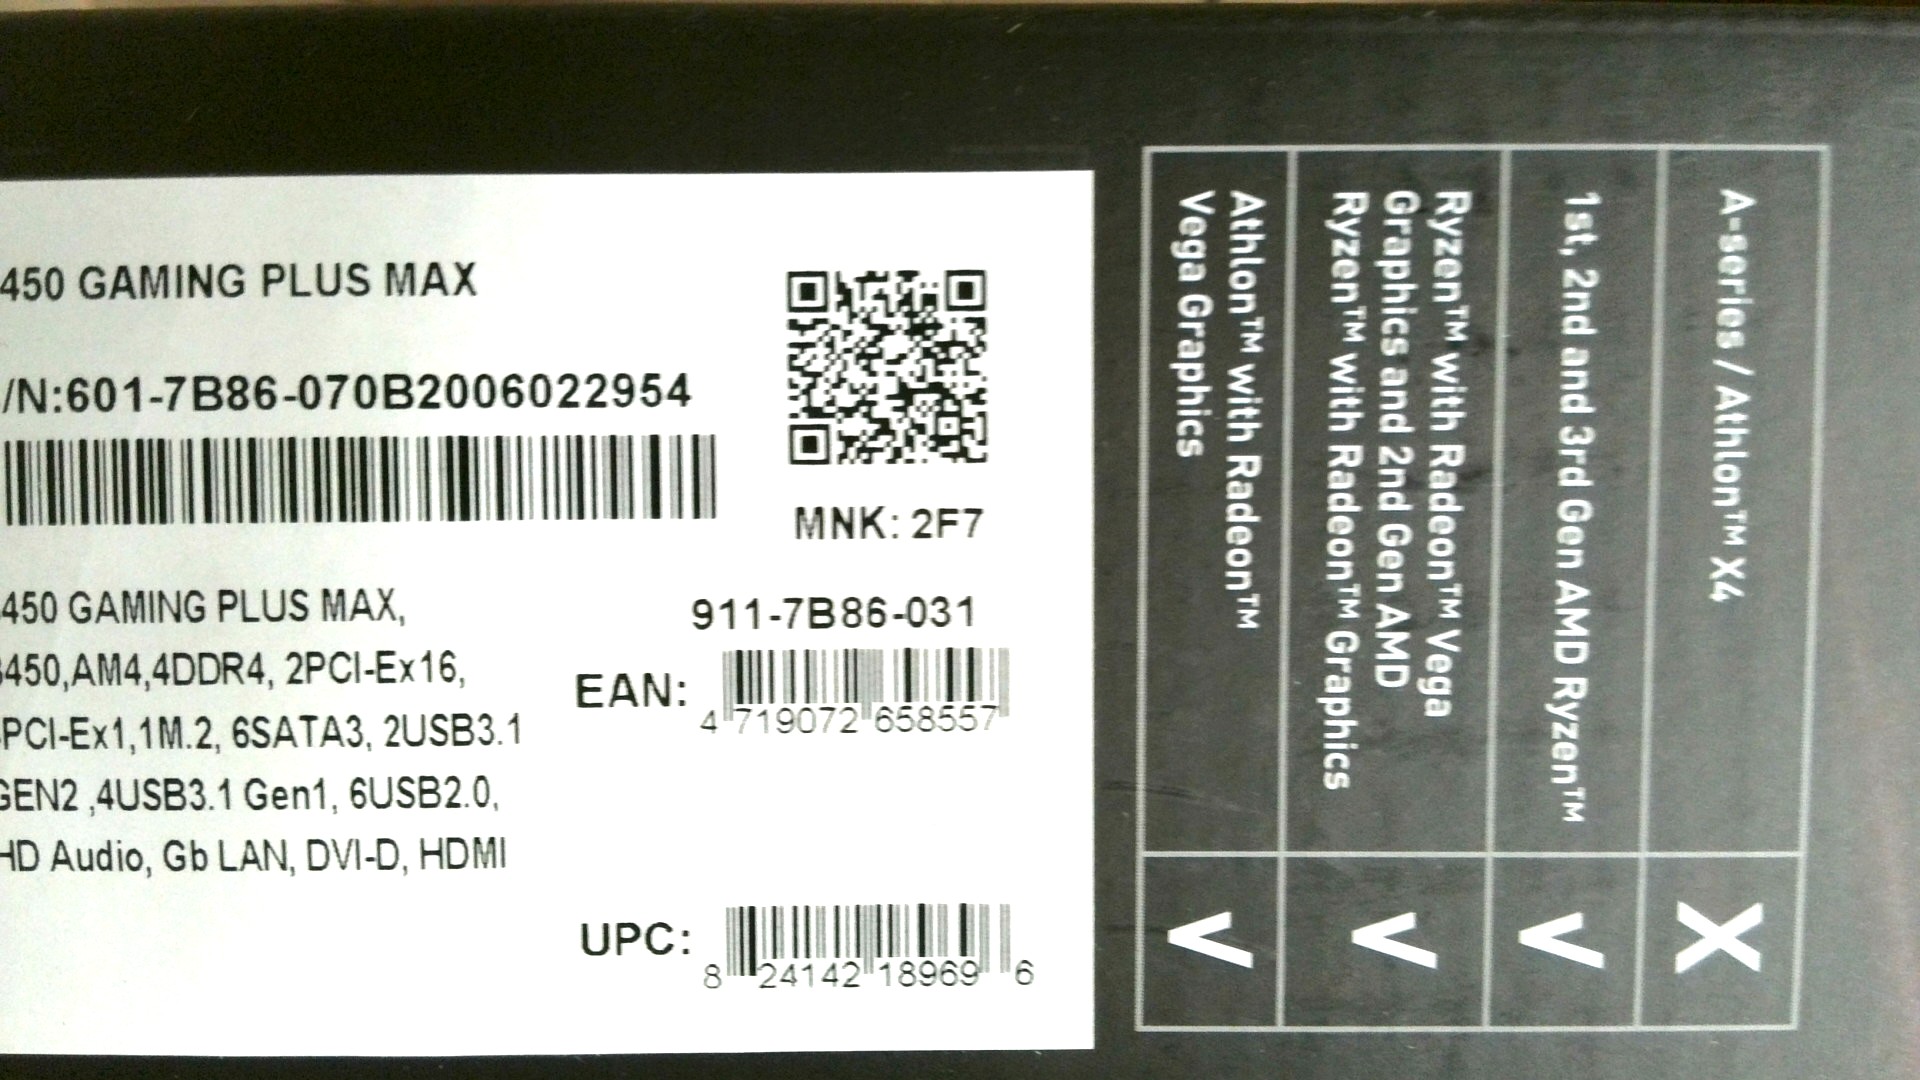 450 GAMING PLUS MAX
/N:601-7B86-070B2006022954
MNK: 2F7
450 GAMING PLUS MAX,
450,AM4,4DDR4, 2PCI-Ex16,
PCI-Ex1,1M.2, 6SATA3, 2USB3.1
GEN2 ,4USB3.1 Gen1, 6USB2.0,
HD Audio, Gb LAN, DVI-D, HDMI
911-7B86-031
EAN:
4 719072 658557
UPC:
8 24142 18969 6
A-series / Athlon™ X4 X
1st, 2nd and 3rd Gen AMD Ryzen™ V
Ryzen™ with Radeon™ Vega
Graphics and 2nd Gen AMD
Ryzen™ with Radeon™ Graphics V
Athlon™ with Radeon™
Vega Graphics V